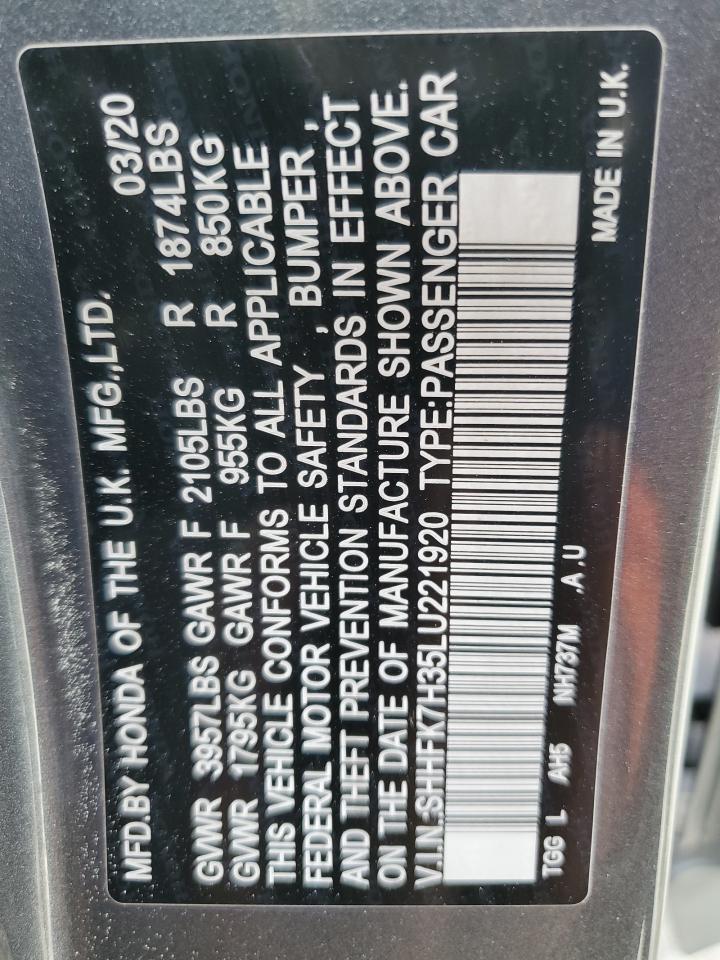 MFD.BY HONDA OF THE U.K. MFG.,LTD. 03/20
GVWR 3957LBS GAWR F 2105LBS R 1874LBS
GVWR 1795KG GAWR F 955KG R 850KG
THIS VEHICLE CONFORMS TO ALL APPLICABLE
FEDERAL MOTOR VEHICLE SAFETY , BUMPER ,
AND THEFT PREVENTION STANDARDS IN EFFECT
ON THE DATE OF MANUFACTURE SHOWN ABOVE.
V.I.N.:SHHFK7H35LU221920 TYPE:PASSENGER CAR
TGG L AH5 NH737M .A .U
MADE IN U.K.